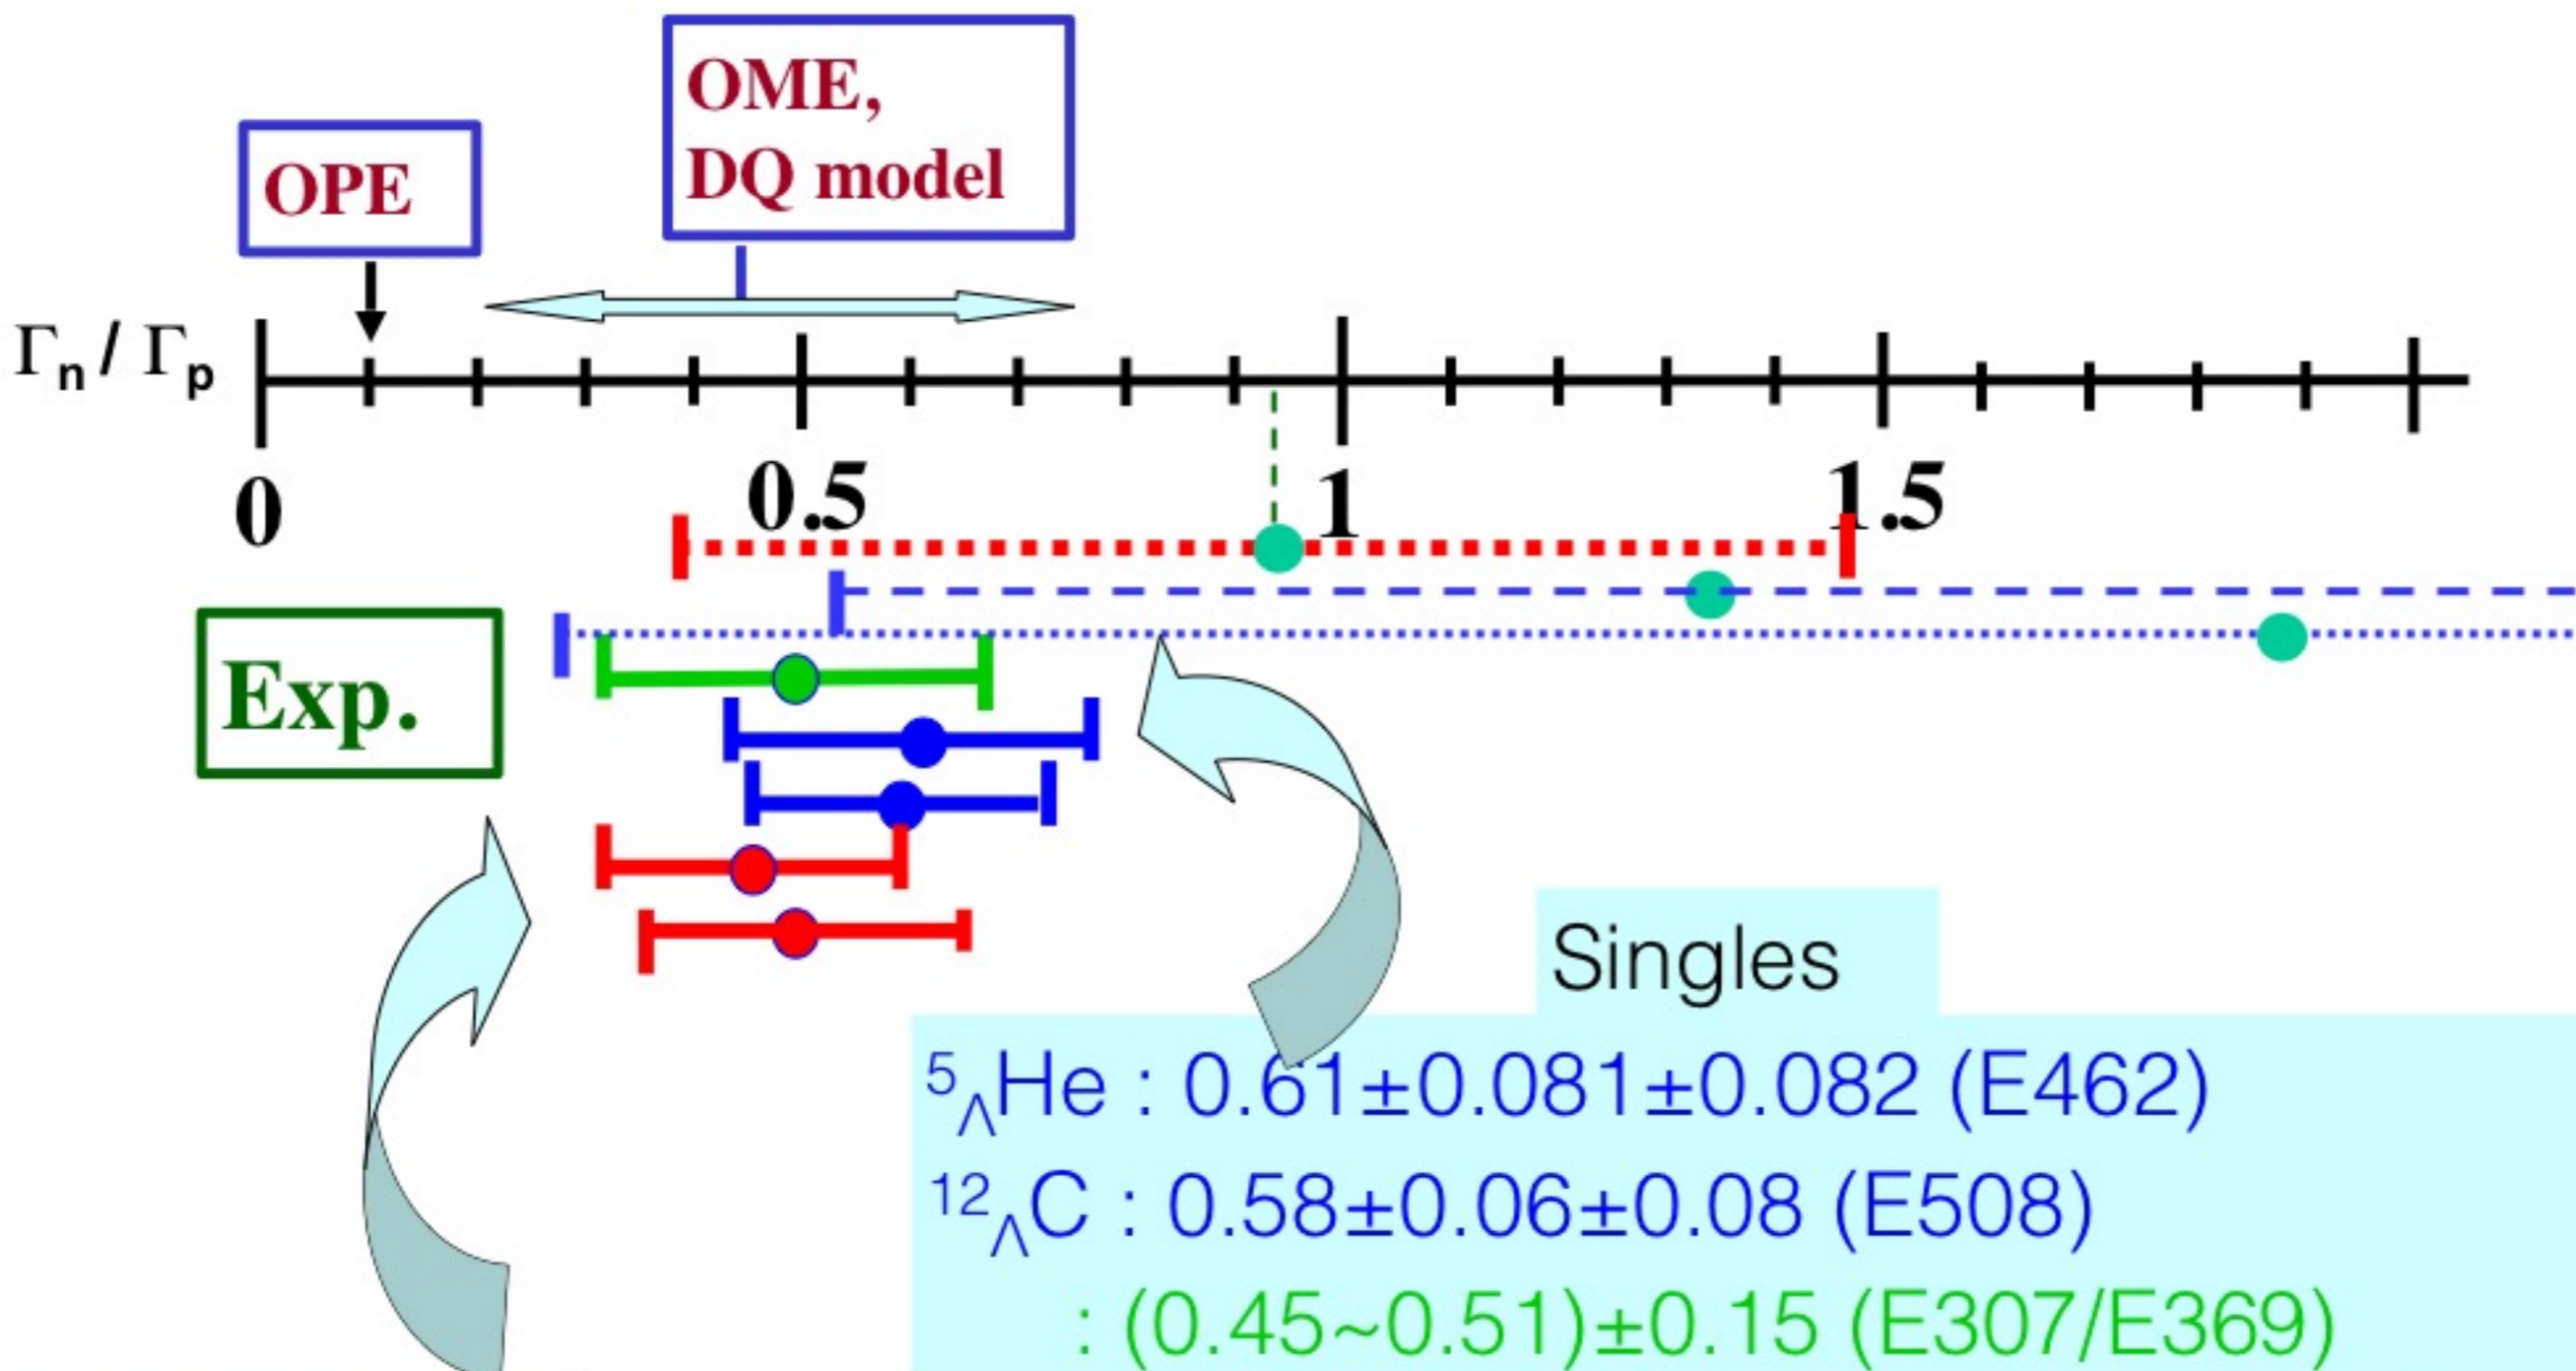 OME,
DQ model
OPE
Γn / Γp
0 0.5 1 1.5
Exp.
Singles
⁵ΛHe : 0.61±0.081±0.082 (E462)
¹²ΛC : 0.58±0.06±0.08 (E508)
: (0.45~0.51)±0.15 (E307/E369)